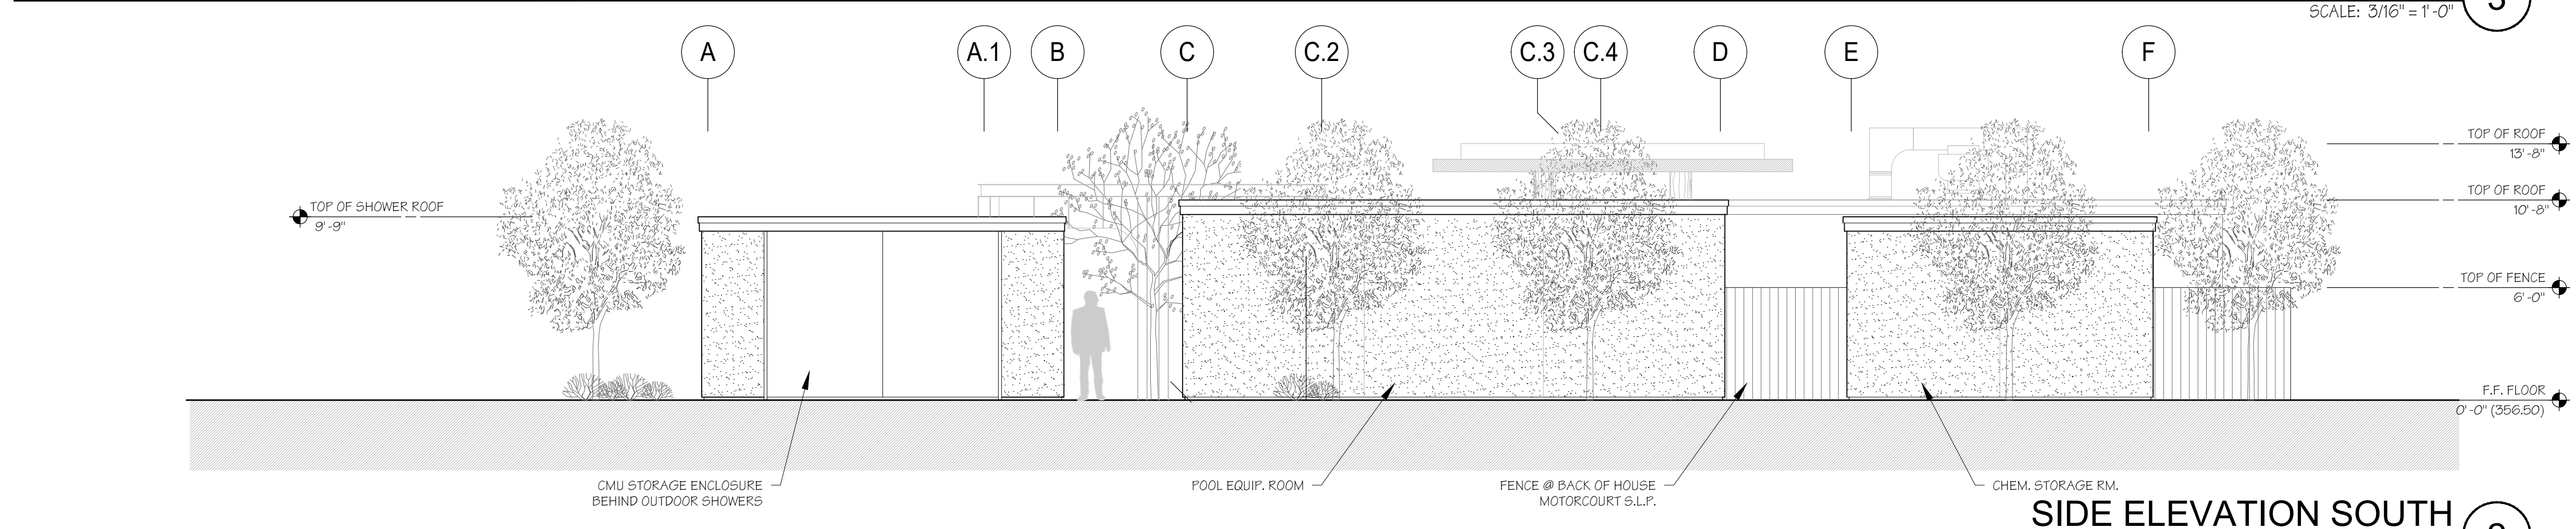 SCALE: 3/16" = 1'-0"
A
A.1
B
C
C.2
C.3
C.4
D
E
F
TOP OF ROOF
13'-8"
TOP OF ROOF
10'-8"
TOP OF SHOWER ROOF
9'-9"
TOP OF FENCE
6'-0"
F.F. FLOOR
0'-0" (356.50)
CMU STORAGE ENCLOSURE
BEHIND OUTDOOR SHOWERS
POOL EQUIP. ROOM
FENCE @ BACK OF HOUSE
MOTORCOURT S.L.P.
CHEM. STORAGE RM.
SIDE ELEVATION SOUTH